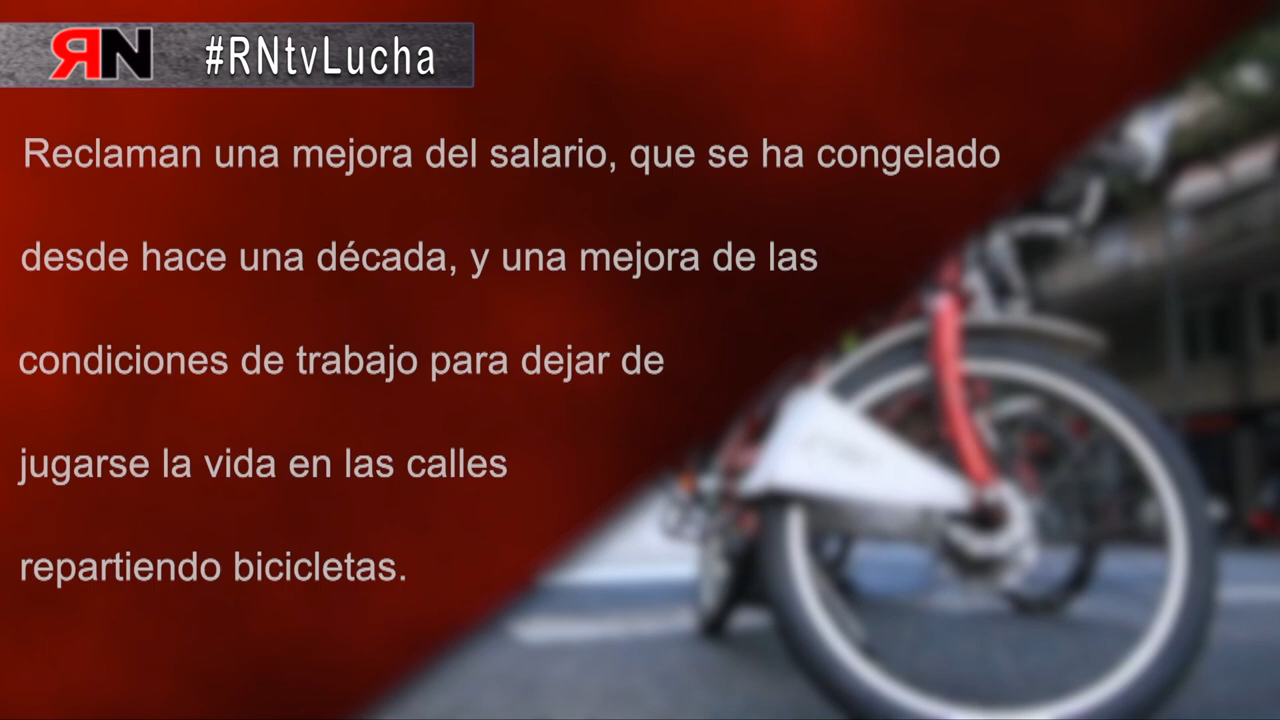 RN #RNtvLucha
Reclaman una mejora del salario, que se ha congelado
desde hace una década, y una mejora de las
condiciones de trabajo para dejar de
jugarse la vida en las calles
repartiendo bicicletas.